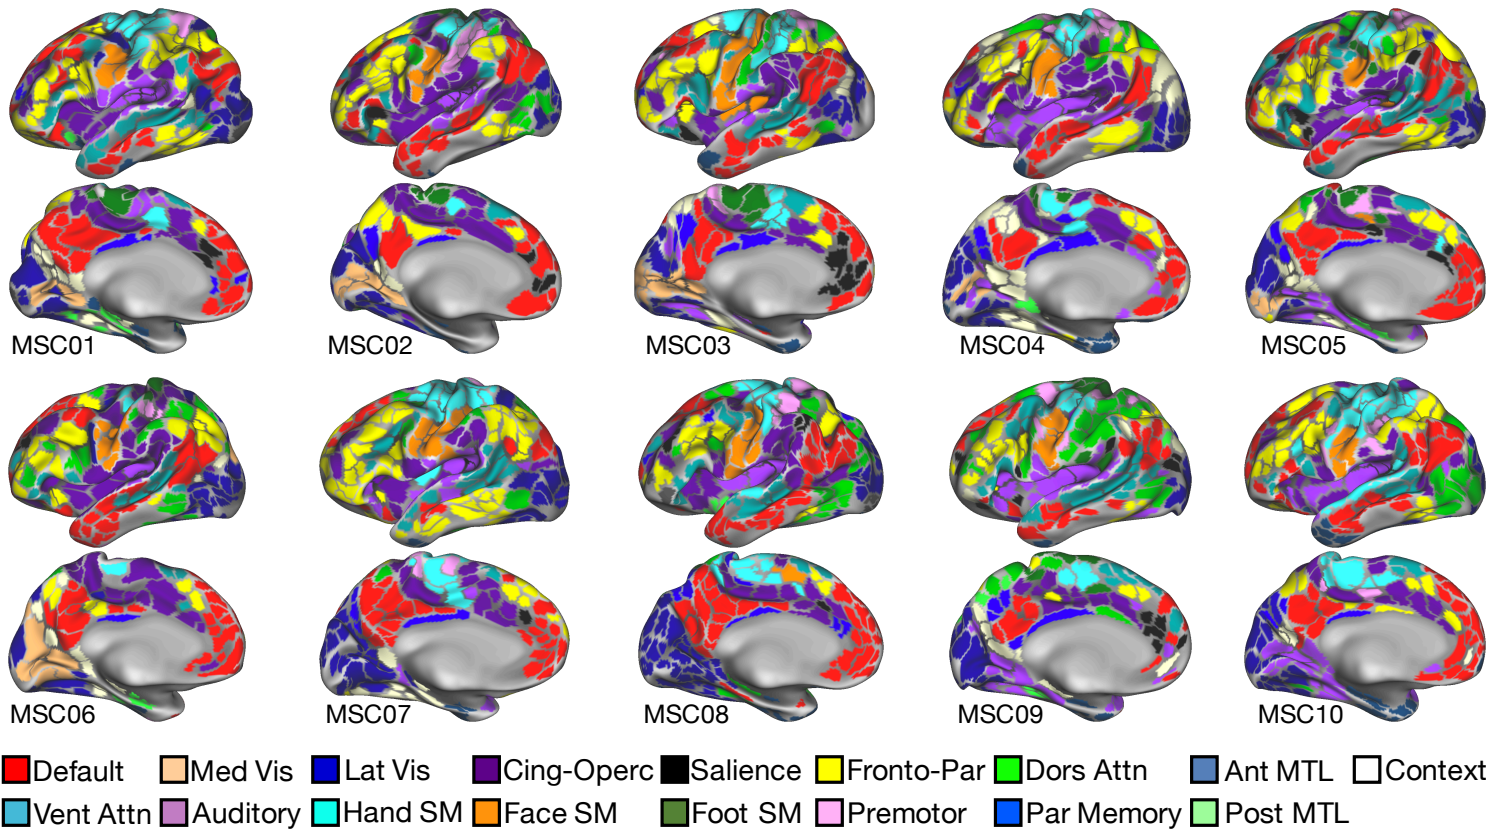 MSC01 MSC02 MSC03 MSC04 MSC05
MSC06 MSC07 MSC08 MSC09 MSC10
Default Med Vis Lat Vis Cing-Operc Salience Fronto-Par Dors Attn Ant MTL Context
Vent Attn Auditory Hand SM Face SM Foot SM Premotor Par Memory Post MTL